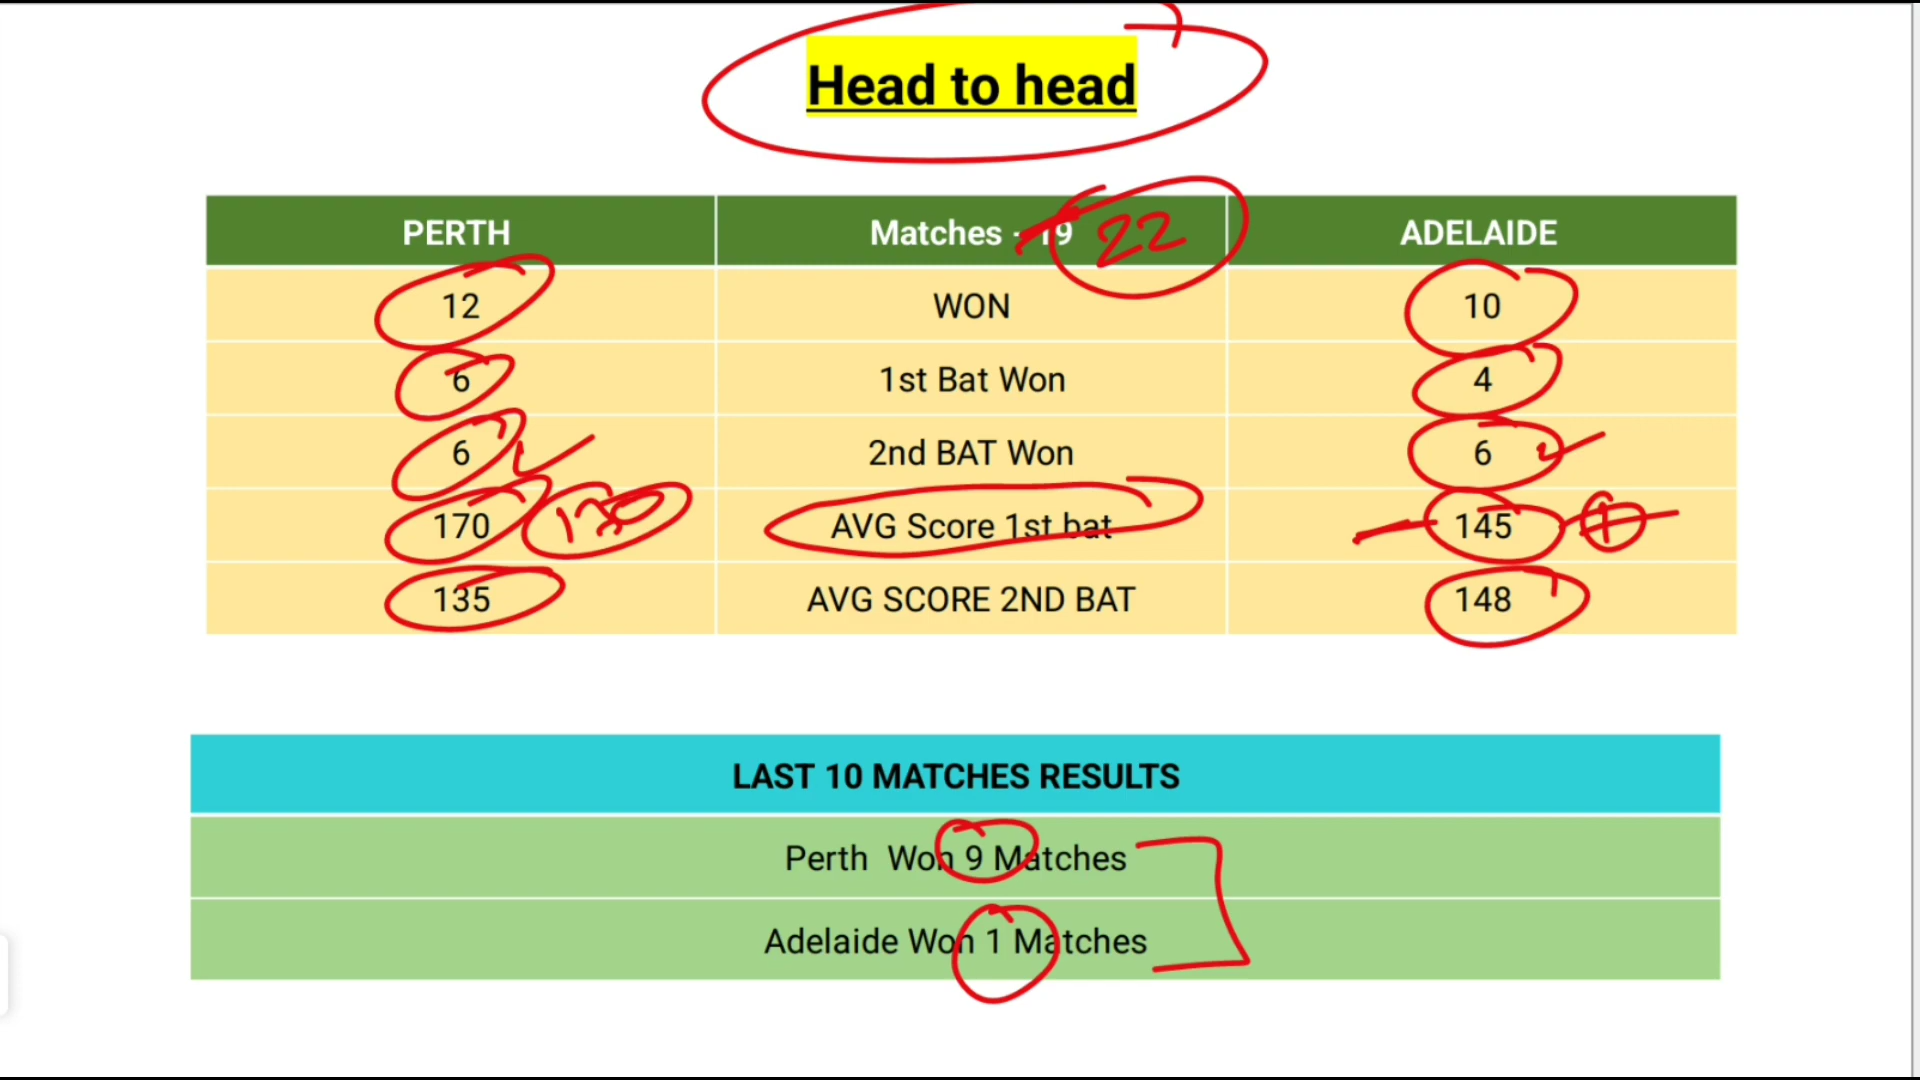 Head to head
PERTH Matches - 19 22 ADELAIDE
12 WON 10
6 1st Bat Won 4
6 2nd BAT Won 6
170 AVG Score 1st bat 145
135 AVG SCORE 2ND BAT 148
LAST 10 MATCHES RESULTS
Perth Won 9 Matches
Adelaide Won 1 Matches